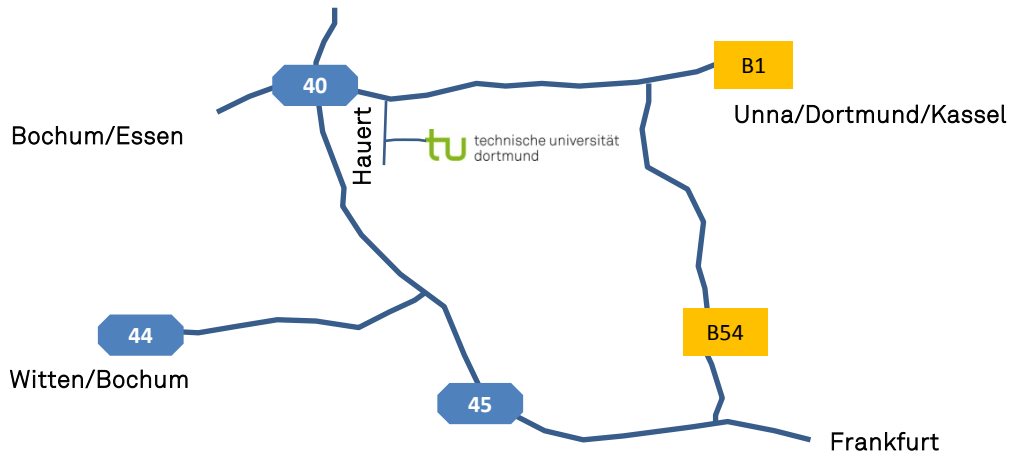 40
B1
Unna/Dortmund/Kassel
Bochum/Essen
Hauert
tu technische universität
dortmund
44
B54
Witten/Bochum
45
Frankfurt